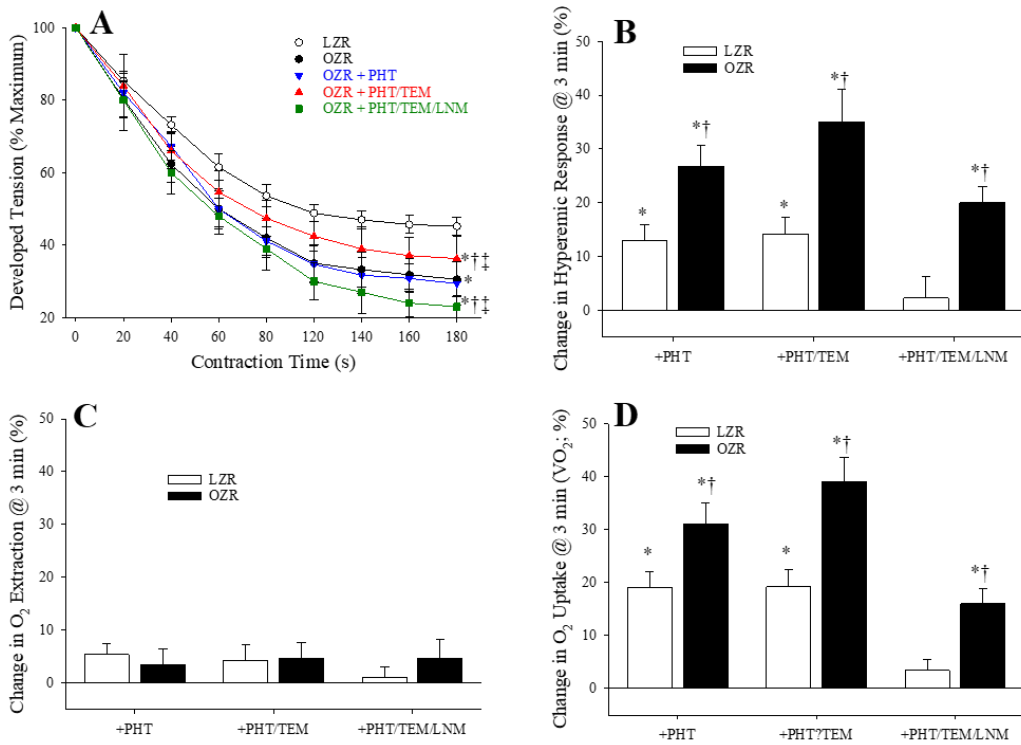 A
LZR
OZR
OZR + PHT
OZR + PHT/TEM
OZR + PHT/TEM/LNM
Developed Tension (% Maximum)
100
80
60
40
20
*†‡
*
*†‡
0 20 40 60 80 120 140 160 180
Contraction Time (s)
B
LZR
OZR
Change in Hyperemic Response @ 3 min (%)
50
40
30
20
10
0
*
*†
*
*†
*†
+PHT +PHT/TEM +PHT/TEM/LNM
C
LZR
OZR
Change in O2 Extraction @ 3 min (%)
50
40
30
20
10
0
+PHT +PHT/TEM +PHT/TEM/LNM
D
LZR
OZR
Change in O2 Uptake @ 3 min (VO2; %)
50
40
30
20
10
0
*
*†
*
*†
*†
+PHT +PHT?TEM +PHT/TEM/LNM